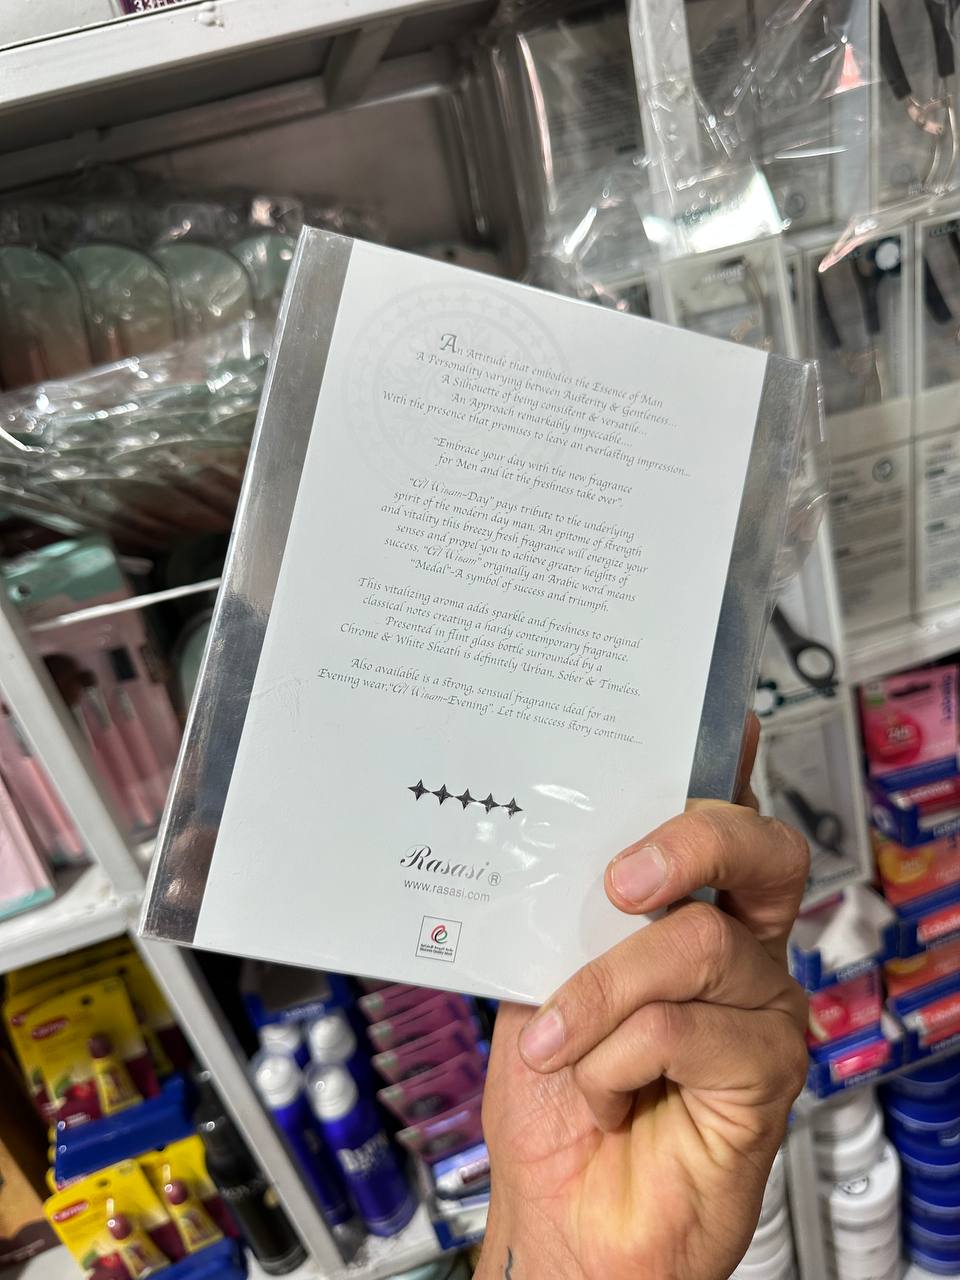 An Attitude that embodies the Essence of Man
A Personality varying between Austerity & Gentleness...
A Silhouette of being consistent & versatile...
An Approach remarkably impeccable....
With the presence that promises to leave an everlasting impression...
"Embrace your day with the new fragrance
for Men and let the freshness take over".
"Al Wisam-Day" pays tribute to the underlying
spirit of the modern day man. An epitome of strength
and vitality this breezy fresh fragrance will energize your
senses and propel you to achieve greater heights of
success. "Al Wisam" originally an Arabic word means
"Medal"-A symbol of success and triumph.
This vitalizing aroma adds sparkle and freshness to original
classical notes creating a hardy contemporary fragrance.
Presented in flint glass bottle surrounded by a
Chrome & White Sheath is definitely Urban, Sober & Timeless.
Also available is a strong, sensual fragrance ideal for an
Evening wear,"Al Wisam-Evening". Let the success story continue....
Rasasi ®
www.rasasi.com
Carmex
Carmex